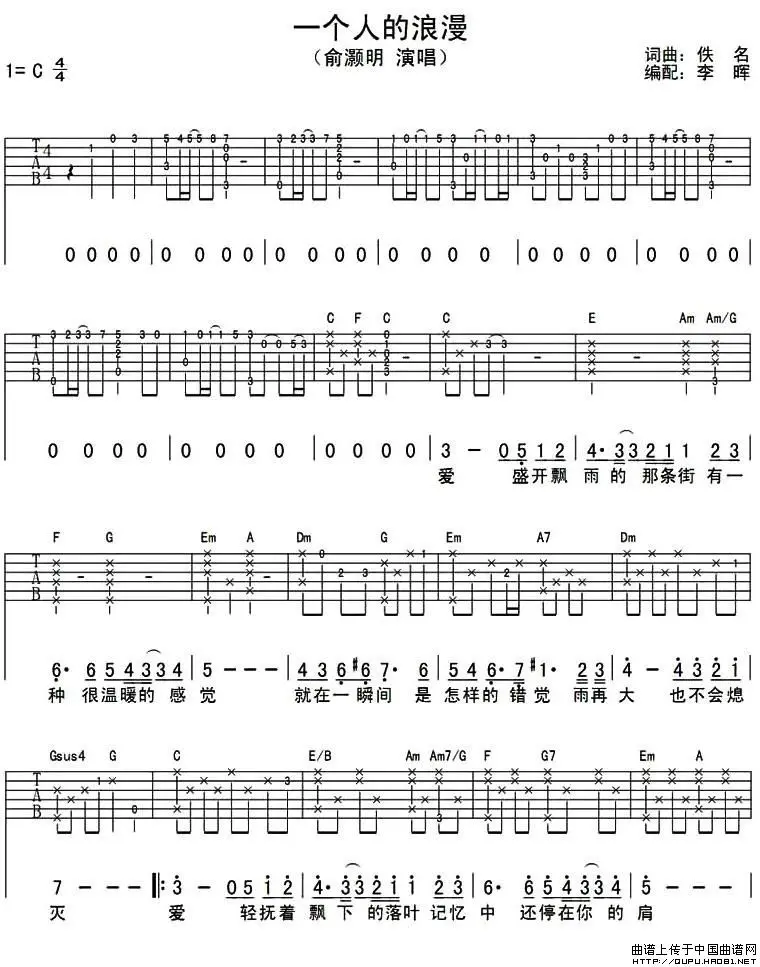 一个人的浪漫
（俞灏明 演唱）
1= C 4/4
词曲：佚 名
编配：李 晖
T A B 4/4
0 0 0 0 | 0 0 0 0 | 0 0 0 0 | 0 0 0 0 | 0 0 0 0 | 0 0 0 0
C F C C E Am Am/G
T A B
0 0 0 0 | 0 0 0 0 | 0 0 0 0 | 3 - 0 5 1 2 | 4· 3 3 2 1 1 2 3
爱 盛开飘 雨的 那条街 有一
F G Em A Dm G Em A7 Dm
T A B
6· 6 5 4 3 3 4 | 5 - - - | 4 3 6 #6 7· 6 | 5 4 6· 7 #1· 2 3 | 4 - 4 3 2 1
种 很温暖的 感 觉 就在一瞬间 是 怎样的 错觉 雨再 大 也不会熄
Gsus4 G C E/B Am Am7/G F G7 Em A
T A B
7 - - - 3 - 0 5 1 2 | 4· 3 3 2 1 1 1 2 3 | 6· 6 5 4 3 3 4 | 5 - - -
灭 爱 轻抚着 飘 下 的落叶 记忆 中 还停在你 的 肩
曲谱上传于中国曲谱网
HTTP://QUPU.HAO81.NET